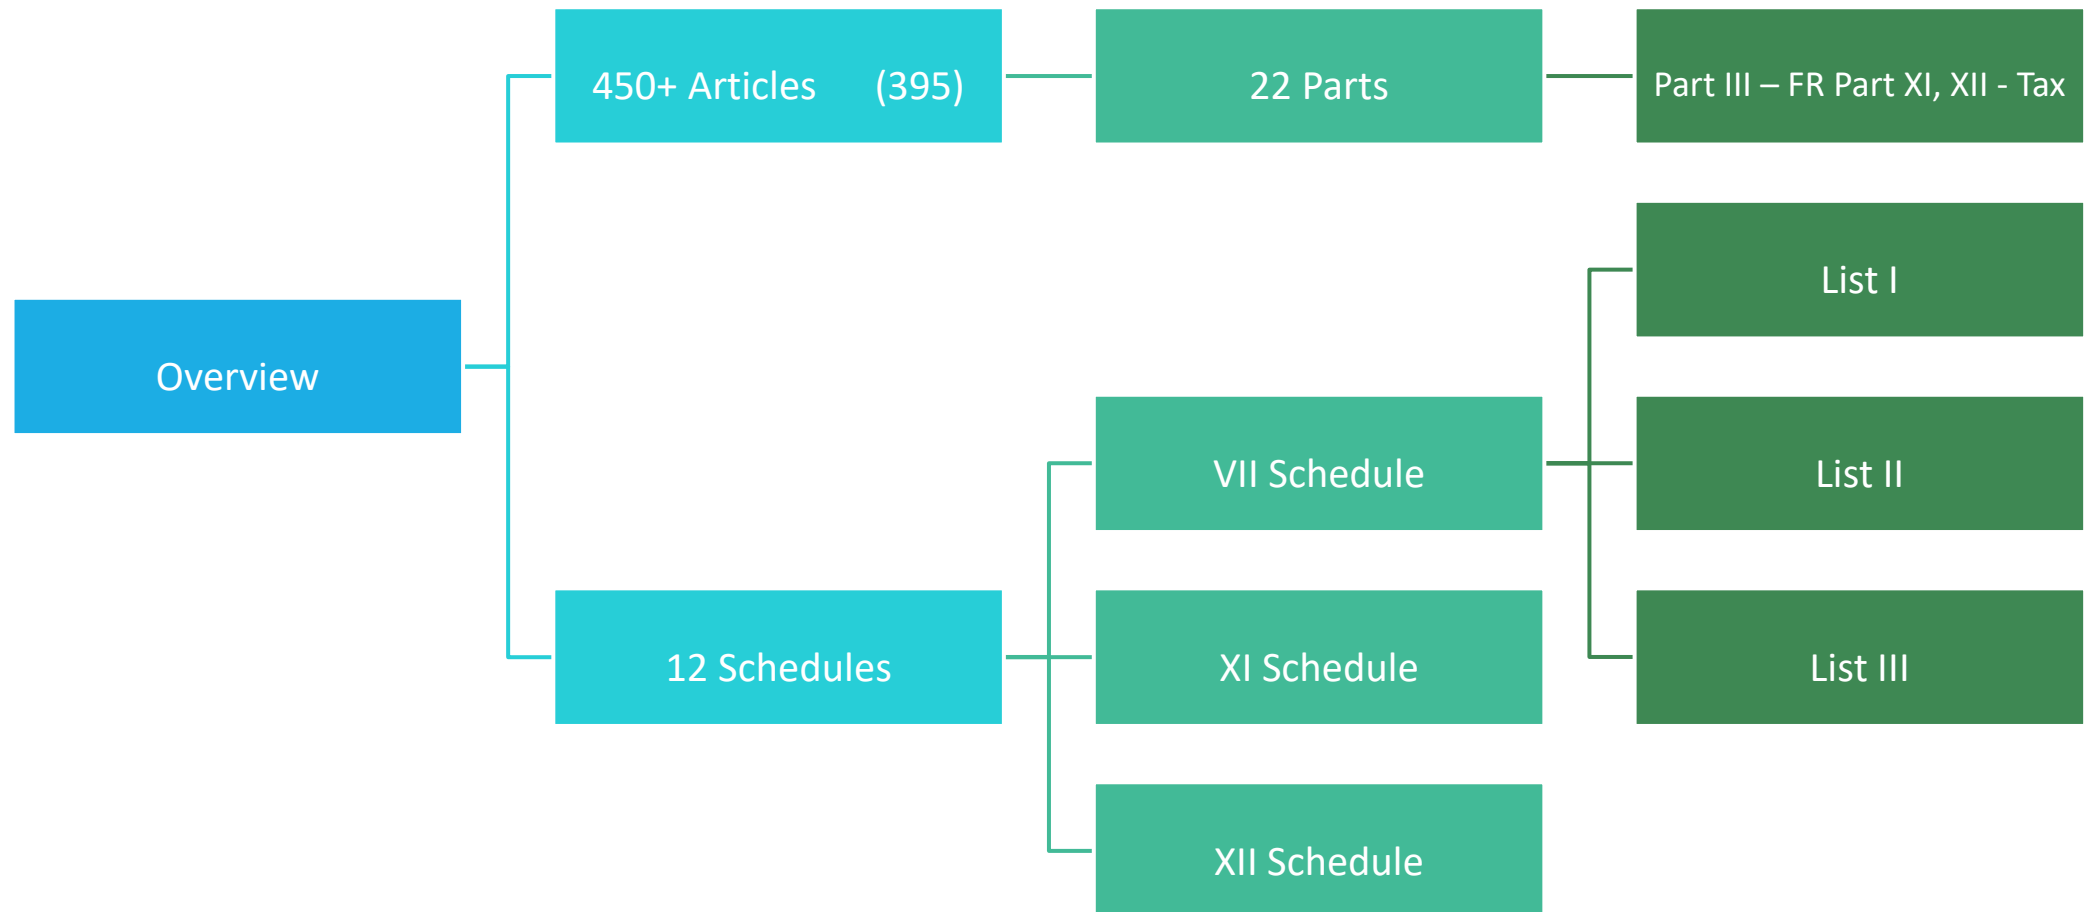 450+ Articles (395)
22 Parts
Part III – FR Part XI, XII - Tax
List I
Overview
VII Schedule
List II
12 Schedules
XI Schedule
List III
XII Schedule